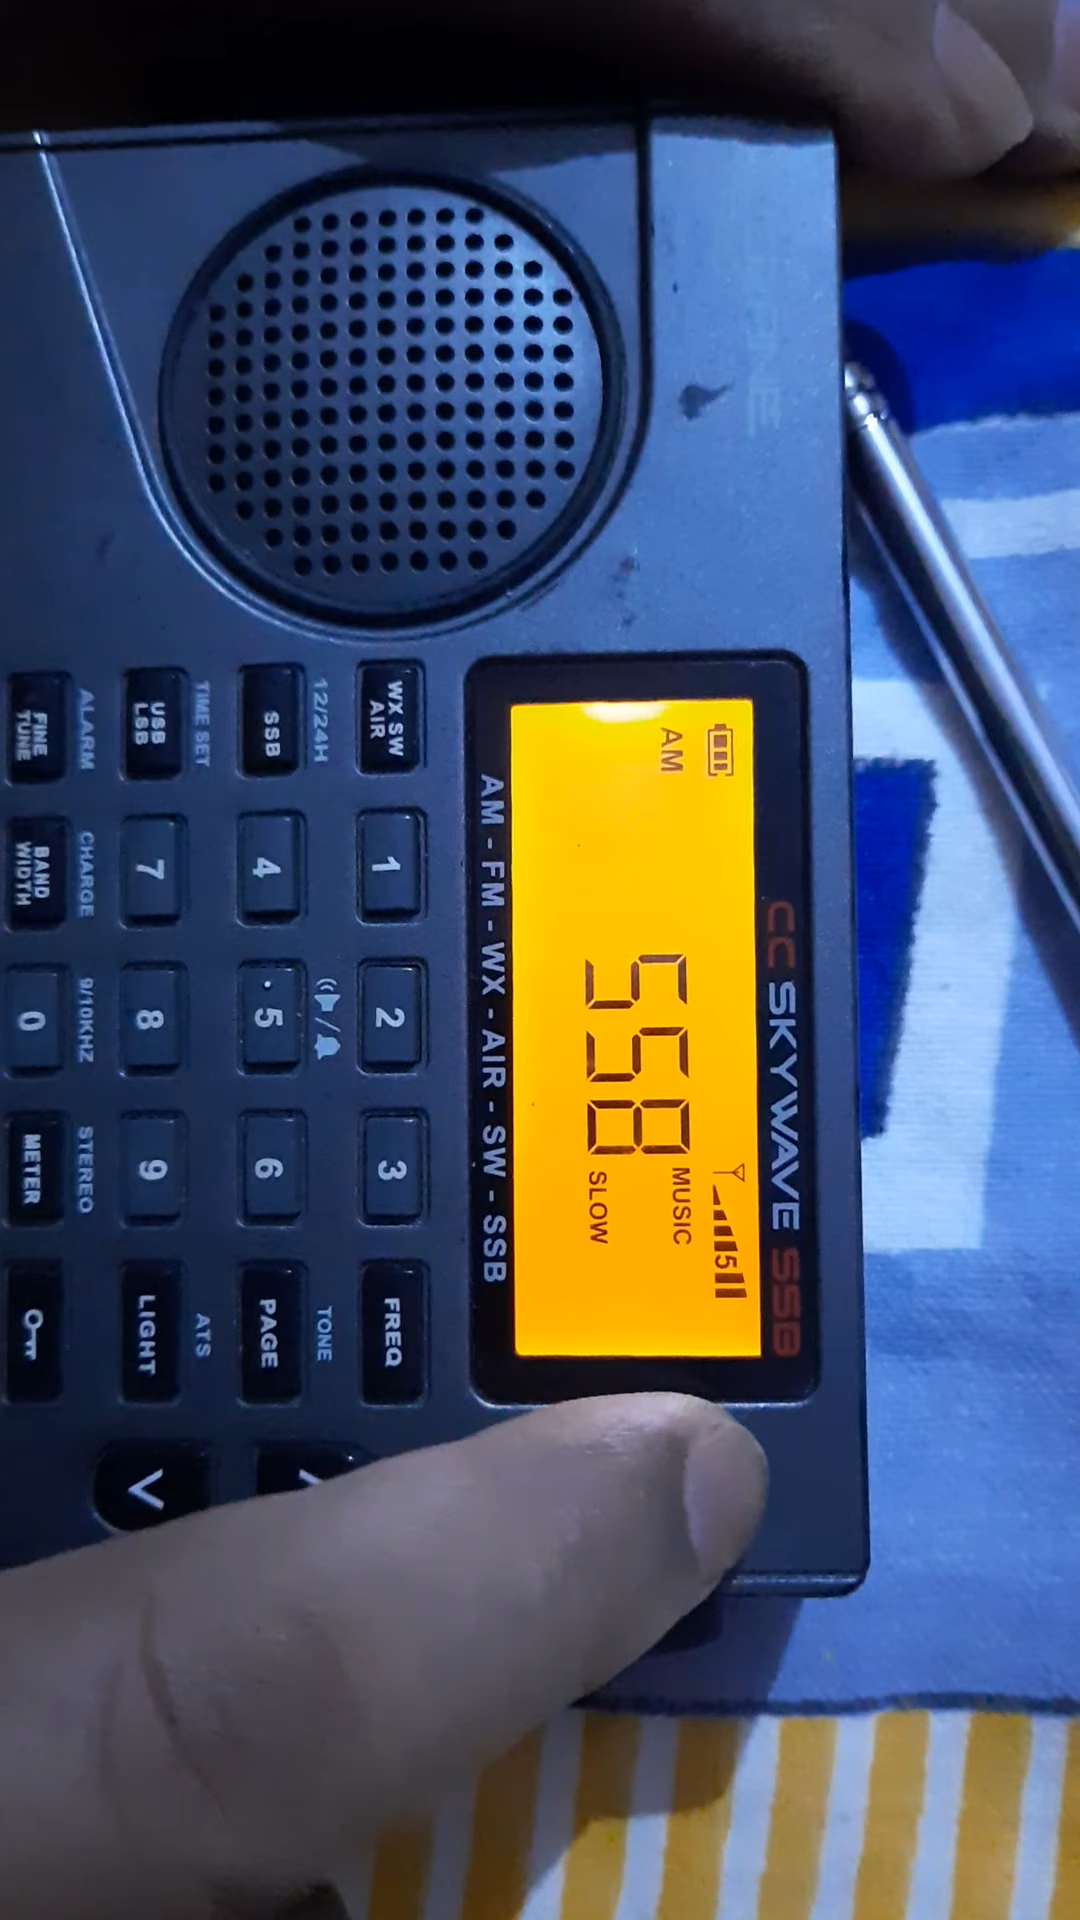 CC SKYWAVE SSB
5
AM
MUSIC
558
SLOW
AM - FM - WX - AIR - SW - SSB
WX SW
AIR
1
2
3
FREQ
12/24H
/
TONE
SSB
4
·5
6
PAGE
TIME SET
ATS
USB
LSB
7
8
9
LIGHT
ALARM
CHARGE
9/10KHZ
STEREO
FINE
TUNE
BAND
WIDTH
0
METER